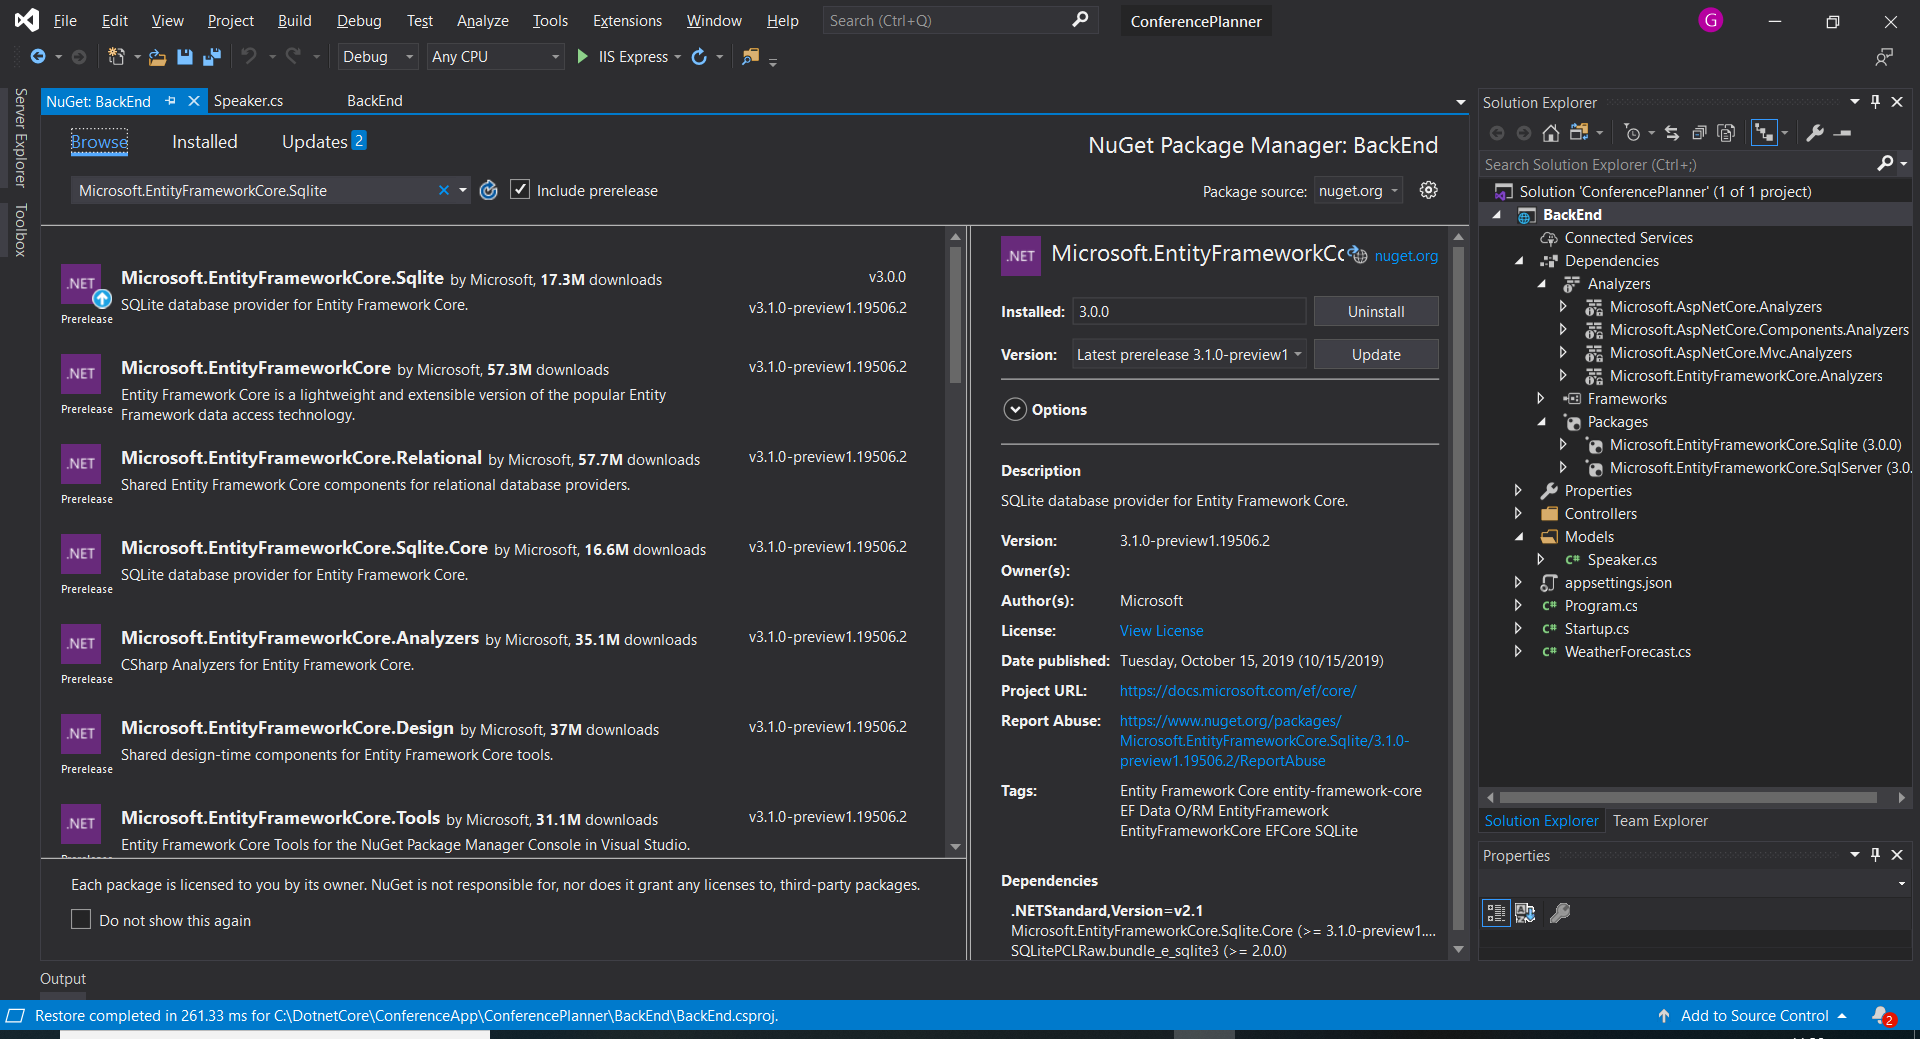 File Edit View Project Build Debug Test Analyze Tools Extensions Window Help Search (Ctrl+Q) ConferencePlanner G
Debug Any CPU IIS Express
Server Explorer
Toolbox
NuGet: BackEnd Speaker.cs BackEnd
Browse Installed Updates 2
NuGet Package Manager: BackEnd
Microsoft.EntityFrameworkCore.Sqlite Include prerelease
Package source: nuget.org
.NET Microsoft.EntityFrameworkCore.Sqlite by Microsoft, 17.3M downloads v3.0.0
SQLite database provider for Entity Framework Core. v3.1.0-preview1.19506.2
Prerelease
.NET Microsoft.EntityFrameworkCore by Microsoft, 57.3M downloads v3.1.0-preview1.19506.2
Entity Framework Core is a lightweight and extensible version of the popular Entity
Framework data access technology.
Prerelease
.NET Microsoft.EntityFrameworkCore.Relational by Microsoft, 57.7M downloads v3.1.0-preview1.19506.2
Shared Entity Framework Core components for relational database providers.
Prerelease
.NET Microsoft.EntityFrameworkCore.Sqlite.Core by Microsoft, 16.6M downloads v3.1.0-preview1.19506.2
SQLite database provider for Entity Framework Core.
Prerelease
.NET Microsoft.EntityFrameworkCore.Analyzers by Microsoft, 35.1M downloads v3.1.0-preview1.19506.2
CSharp Analyzers for Entity Framework Core.
Prerelease
.NET Microsoft.EntityFrameworkCore.Design by Microsoft, 37M downloads v3.1.0-preview1.19506.2
Shared design-time components for Entity Framework Core tools.
Prerelease
.NET Microsoft.EntityFrameworkCore.Tools by Microsoft, 31.1M downloads v3.1.0-preview1.19506.2
Entity Framework Core Tools for the NuGet Package Manager Console in Visual Studio.
Each package is licensed to you by its owner. NuGet is not responsible for, nor does it grant any licenses to, third-party packages.
Do not show this again
.NET Microsoft.EntityFrameworkCo nuget.org
Installed: 3.0.0 Uninstall
Version: Latest prerelease 3.1.0-preview1 Update
Options
Description
SQLite database provider for Entity Framework Core.
Version: 3.1.0-preview1.19506.2
Owner(s):
Author(s): Microsoft
License: View License
Date published: Tuesday, October 15, 2019 (10/15/2019)
Project URL: https://docs.microsoft.com/ef/core/
Report Abuse: https://www.nuget.org/packages/
Microsoft.EntityFrameworkCore.Sqlite/3.1.0-
preview1.19506.2/ReportAbuse
Tags: Entity Framework Core entity-framework-core
EF Data O/RM EntityFramework
EntityFrameworkCore EFCore SQLite
Dependencies
.NETStandard,Version=v2.1
Microsoft.EntityFrameworkCore.Sqlite.Core (>= 3.1.0-preview1....
SQLitePCLRaw.bundle_e_sqlite3 (>= 2.0.0)
Solution Explorer
Search Solution Explorer (Ctrl+;)
Solution 'ConferencePlanner' (1 of 1 project)
BackEnd
Connected Services
Dependencies
Analyzers
Microsoft.AspNetCore.Analyzers
Microsoft.AspNetCore.Components.Analyzers
Microsoft.AspNetCore.Mvc.Analyzers
Microsoft.EntityFrameworkCore.Analyzers
Frameworks
Packages
Microsoft.EntityFrameworkCore.Sqlite (3.0.0)
Microsoft.EntityFrameworkCore.SqlServer (3.0.
Properties
Controllers
Models
C# Speaker.cs
appsettings.json
C# Program.cs
C# Startup.cs
C# WeatherForecast.cs
Solution Explorer Team Explorer
Properties
Output
Restore completed in 261.33 ms for C:\DotnetCore\ConferenceApp\ConferencePlanner\BackEnd\BackEnd.csproj. Add to Source Control 2